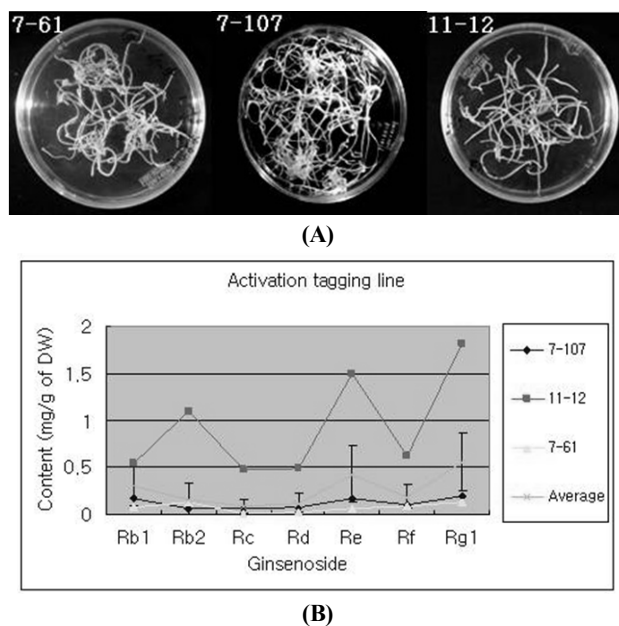 7-61
7-107
11-12
(A)
Activation tagging line
2
1,5
1
0,5
0
Content (mg/g of DW)
Rb1 Rb2 Rc Rd Re Rf Rg1
Ginsenoside
7-107
11-12
7-61
Average
(B)